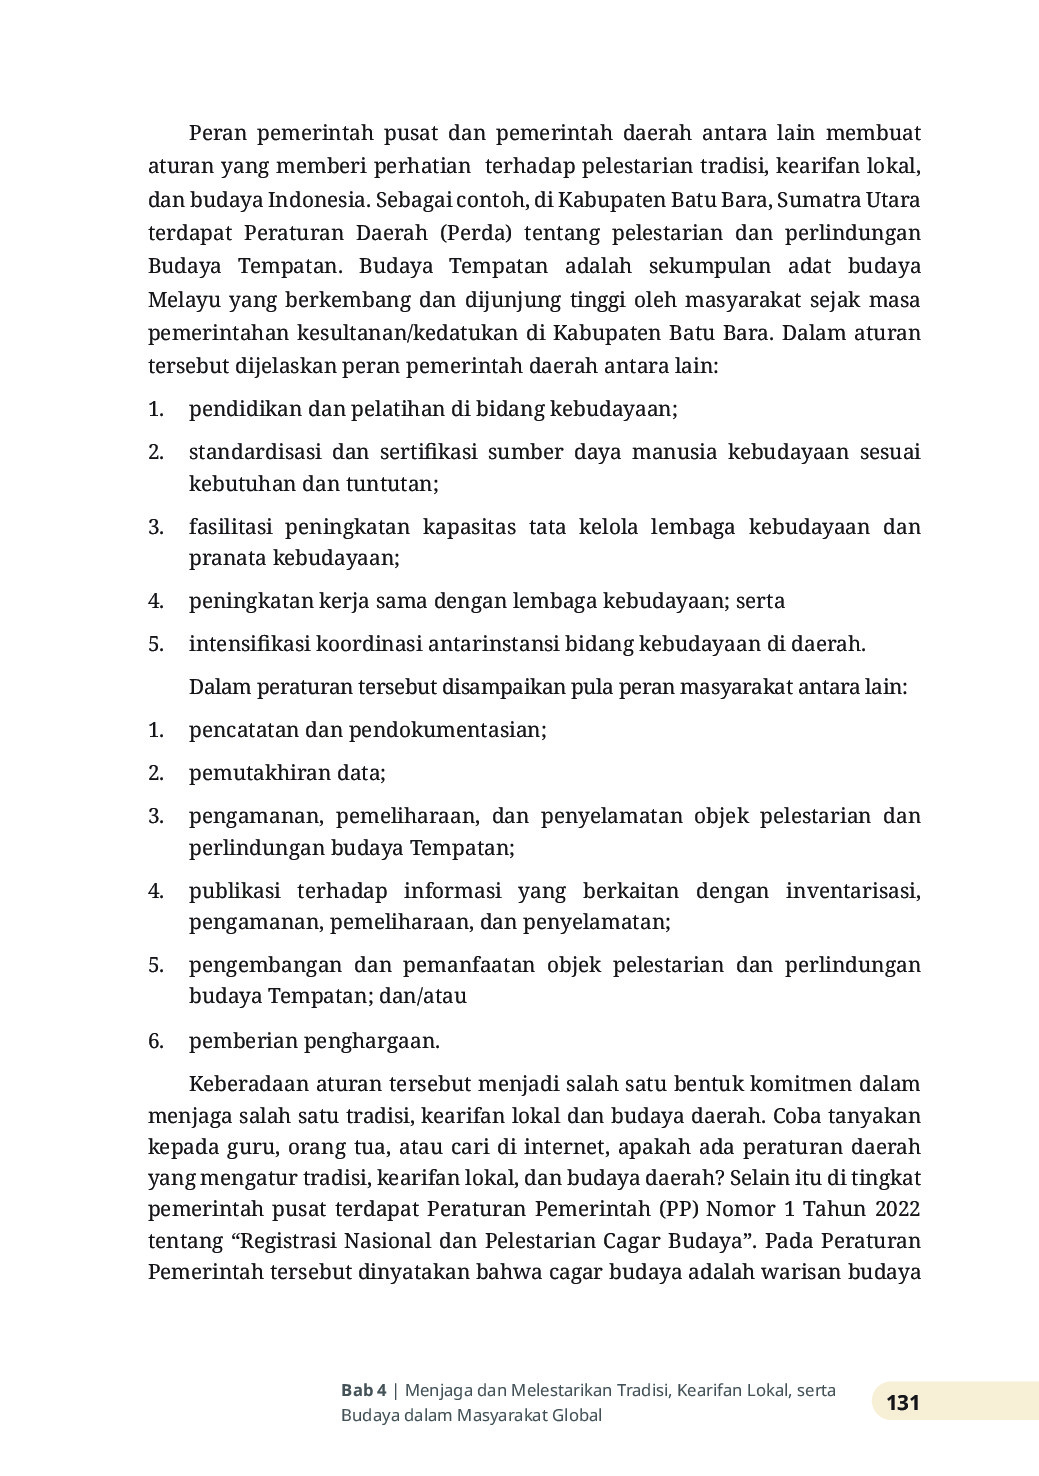 Peran pemerintah pusat dan pemerintah daerah antara lain membuat
aturan yang memberi perhatian terhadap pelestarian tradisi, kearifan lokal,
dan budaya Indonesia. Sebagai contoh, di Kabupaten Batu Bara, Sumatra Utara
terdapat Peraturan Daerah (Perda) tentang pelestarian dan perlindungan
Budaya Tempatan. Budaya Tempatan adalah sekumpulan adat budaya
Melayu yang berkembang dan dijunjung tinggi oleh masyarakat sejak masa
pemerintahan kesultanan/kedatukan di Kabupaten Batu Bara. Dalam aturan
tersebut dijelaskan peran pemerintah daerah antara lain:
1. pendidikan dan pelatihan di bidang kebudayaan;
2. standardisasi dan sertifikasi sumber daya manusia kebudayaan sesuai
kebutuhan dan tuntutan;
3. fasilitasi peningkatan kapasitas tata kelola lembaga kebudayaan dan
pranata kebudayaan;
4. peningkatan kerja sama dengan lembaga kebudayaan; serta
5. intensifikasi koordinasi antarinstansi bidang kebudayaan di daerah.
Dalam peraturan tersebut disampaikan pula peran masyarakat antara lain:
1. pencatatan dan pendokumentasian;
2. pemutakhiran data;
3. pengamanan, pemeliharaan, dan penyelamatan objek pelestarian dan
perlindungan budaya Tempatan;
4. publikasi terhadap informasi yang berkaitan dengan inventarisasi,
pengamanan, pemeliharaan, dan penyelamatan;
5. pengembangan dan pemanfaatan objek pelestarian dan perlindungan
budaya Tempatan; dan/atau
6. pemberian penghargaan.
Keberadaan aturan tersebut menjadi salah satu bentuk komitmen dalam
menjaga salah satu tradisi, kearifan lokal dan budaya daerah. Coba tanyakan
kepada guru, orang tua, atau cari di internet, apakah ada peraturan daerah
yang mengatur tradisi, kearifan lokal, dan budaya daerah? Selain itu di tingkat
pemerintah pusat terdapat Peraturan Pemerintah (PP) Nomor 1 Tahun 2022
tentang “Registrasi Nasional dan Pelestarian Cagar Budaya”. Pada Peraturan
Pemerintah tersebut dinyatakan bahwa cagar budaya adalah warisan budaya
Bab 4 | Menjaga dan Melestarikan Tradisi, Kearifan Lokal, serta
Budaya dalam Masyarakat Global
131